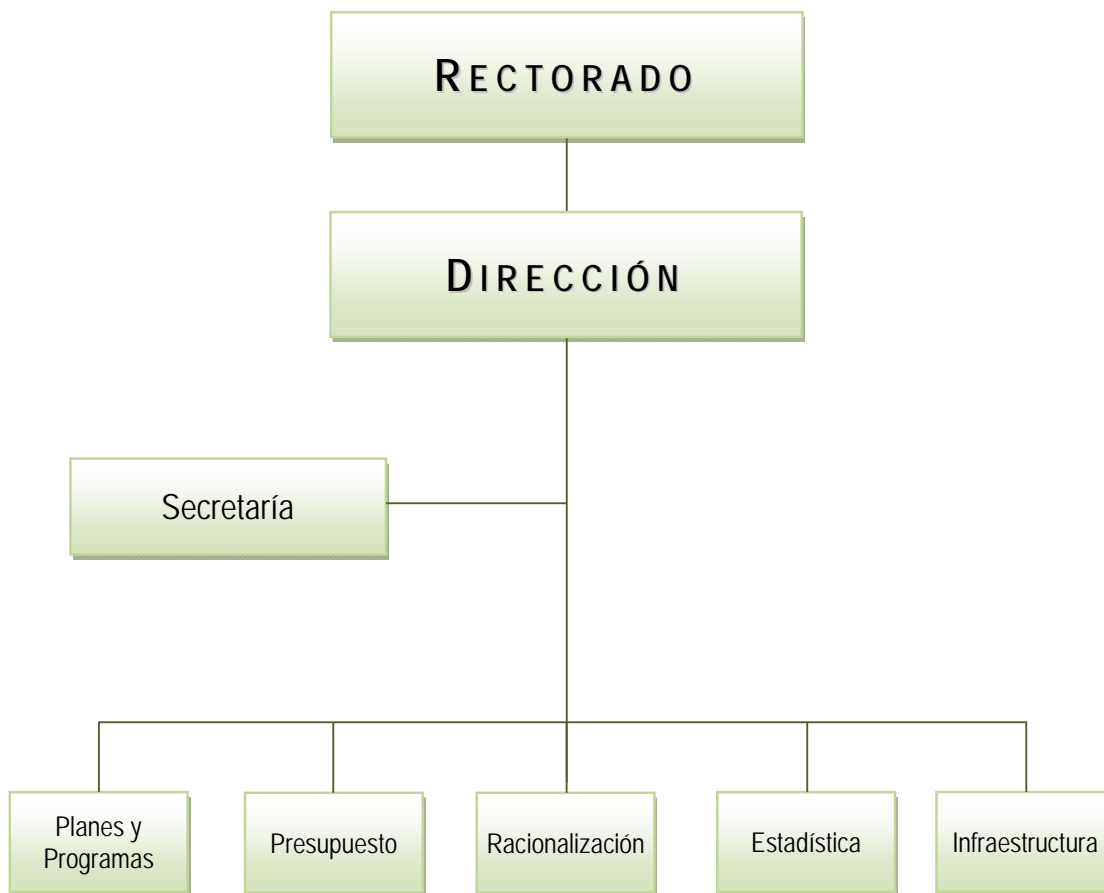 RECTORADO
DIRECCIÓN
Secretaría
Planes y
Programas
Presupuesto
Racionalización
Estadística
Infraestructura